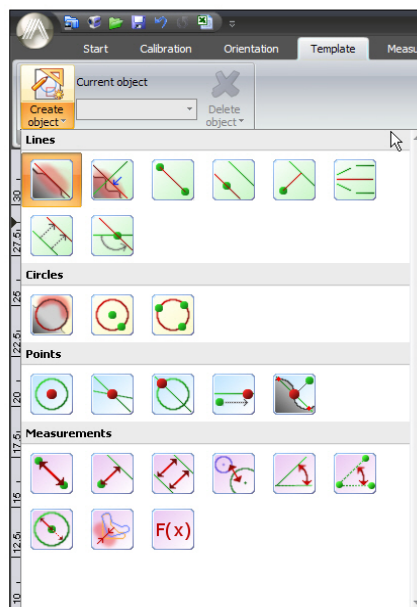 Start Calibration Orientation Template Measu
Create object
Current object
Delete object
Lines
Circles
Points
Measurements
F(x)
30
27.5
25
22.5
20
17.5
15
12.5
10